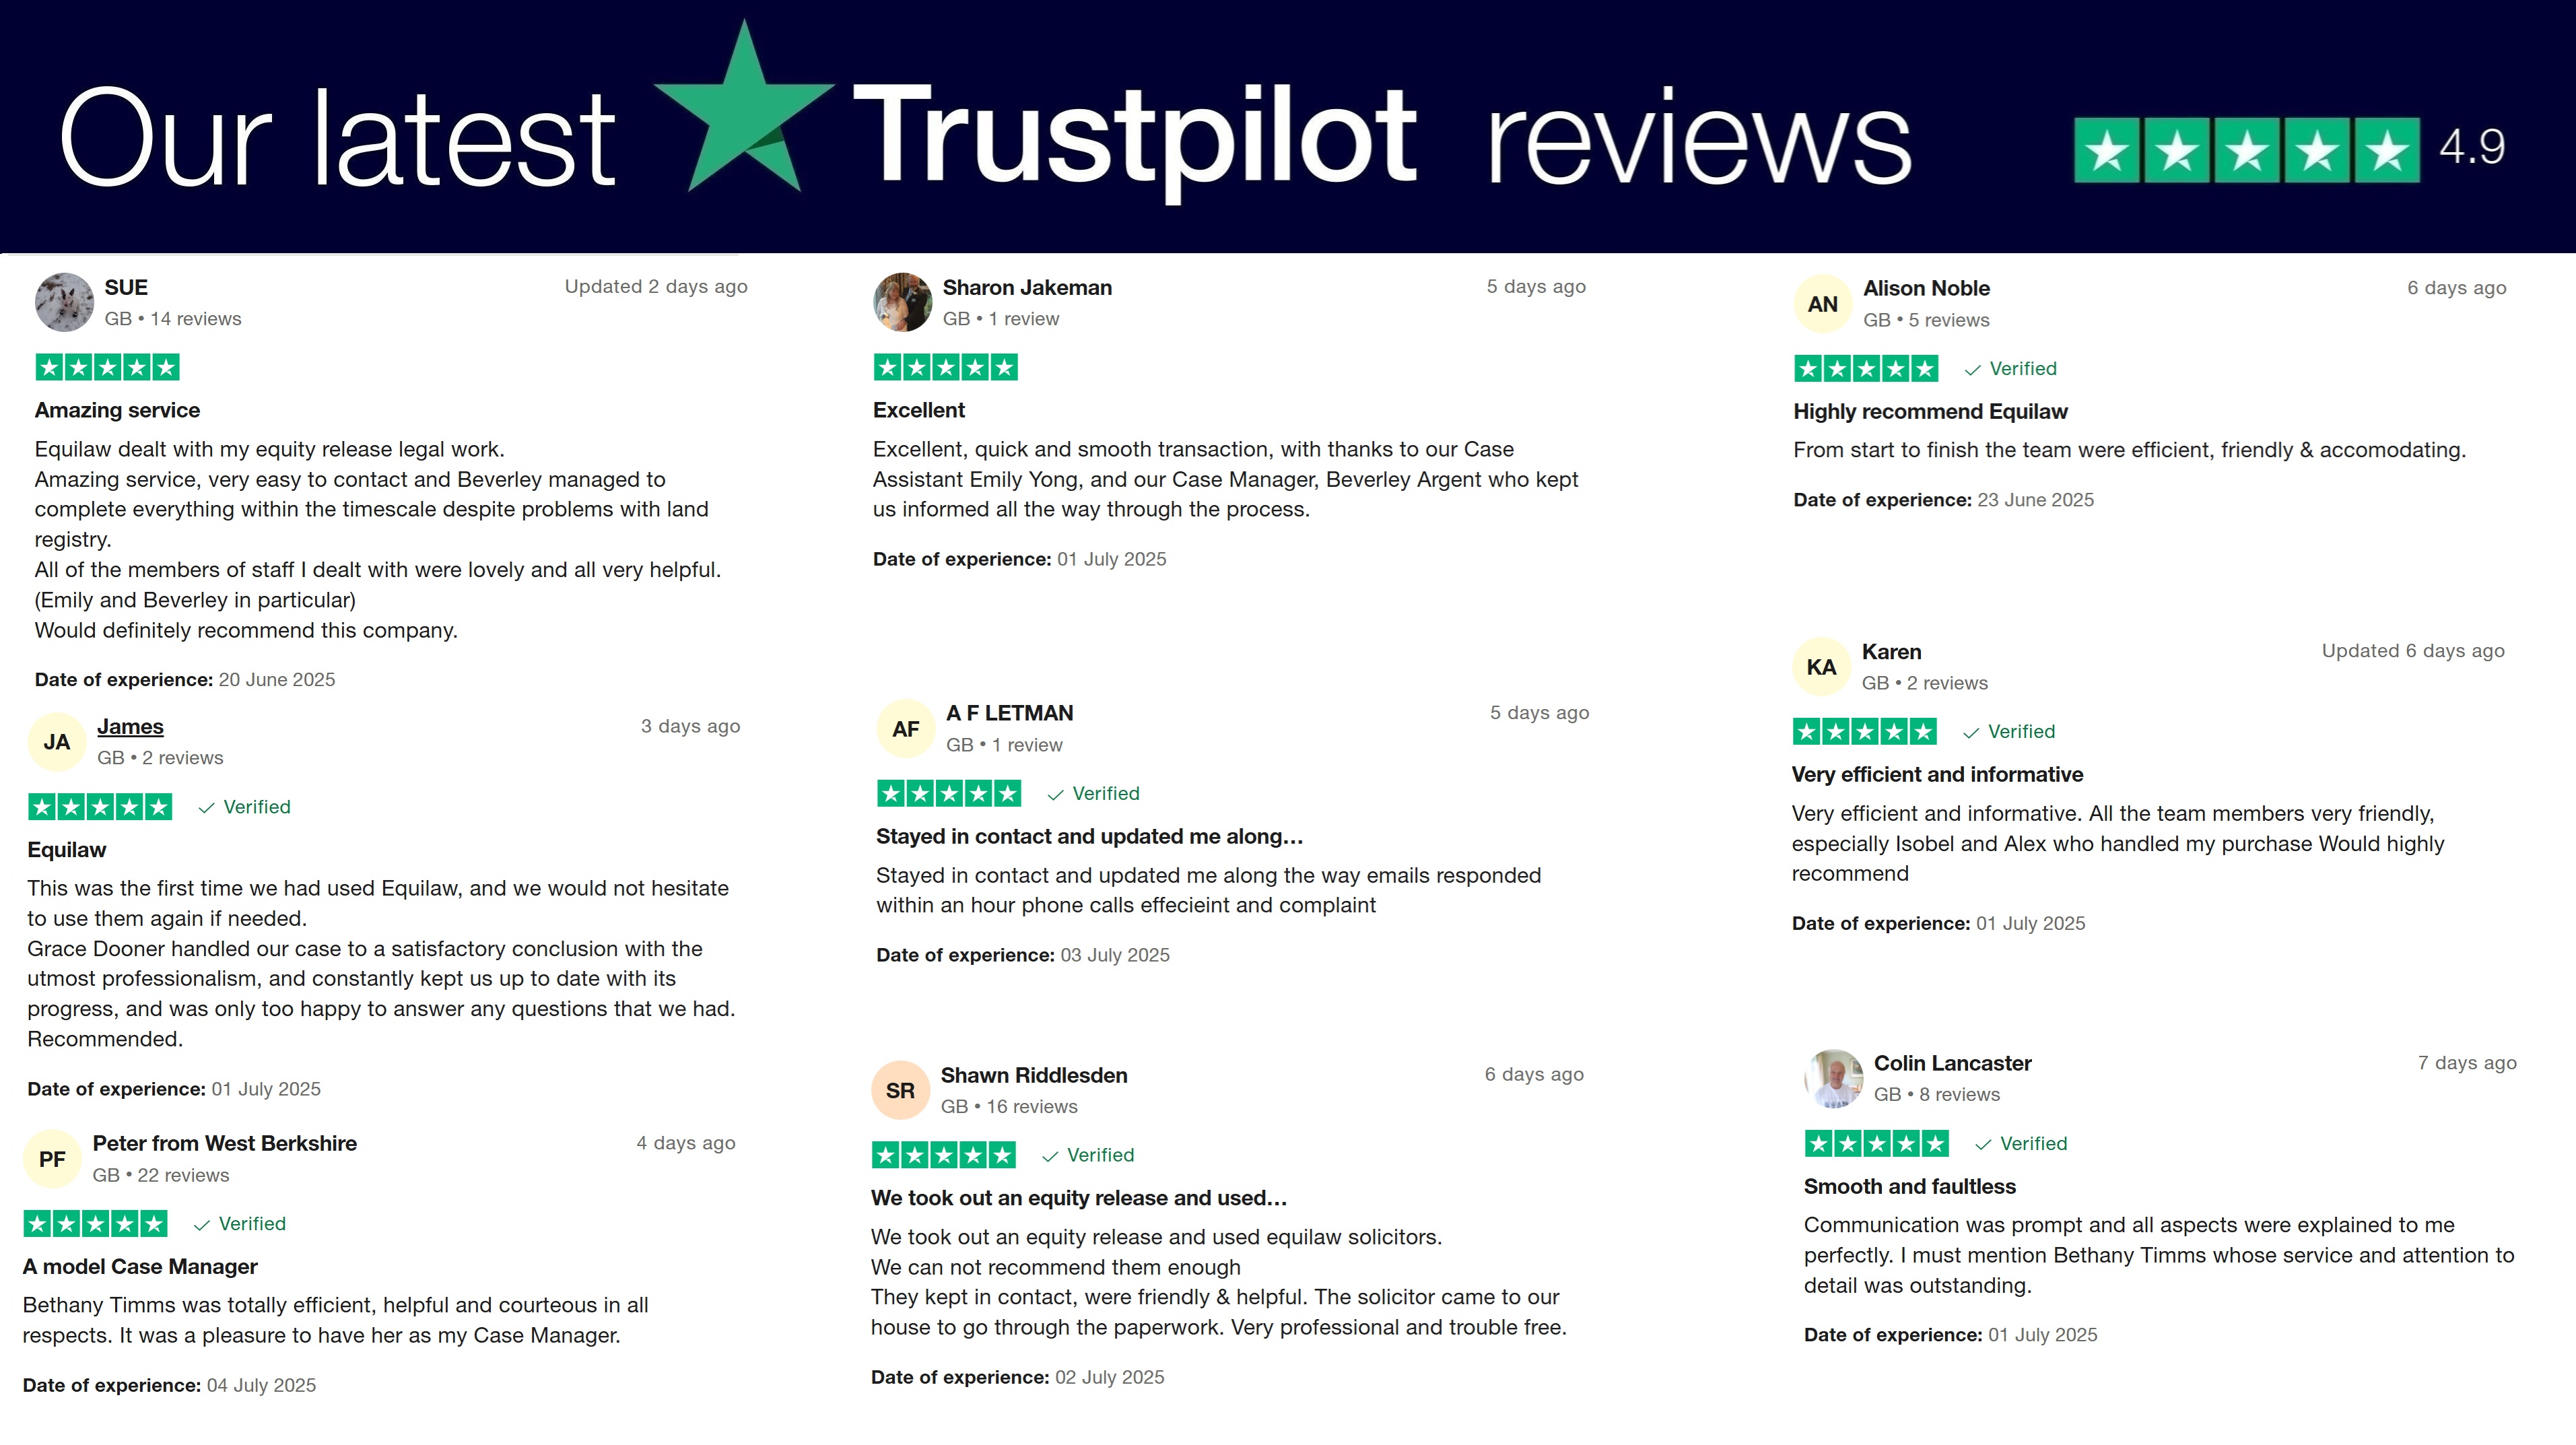 Our latest Trustpilot reviews 4.9
SUE
Updated 2 days ago
GB • 14 reviews
Amazing service
Equilaw dealt with my equity release legal work.
Amazing service, very easy to contact and Beverley managed to
complete everything within the timescale despite problems with land
registry.
All of the members of staff I dealt with were lovely and all very helpful.
(Emily and Beverley in particular)
Would definitely recommend this company.
Date of experience: 20 June 2025
JA
James
3 days ago
GB • 2 reviews
Verified
Equilaw
This was the first time we had used Equilaw, and we would not hesitate
to use them again if needed.
Grace Dooner handled our case to a satisfactory conclusion with the
utmost professionalism, and constantly kept us up to date with its
progress, and was only too happy to answer any questions that we had.
Recommended.
Date of experience: 01 July 2025
PF
Peter from West Berkshire
4 days ago
GB • 22 reviews
Verified
A model Case Manager
Bethany Timms was totally efficient, helpful and courteous in all
respects. It was a pleasure to have her as my Case Manager.
Date of experience: 04 July 2025
Sharon Jakeman
5 days ago
GB • 1 review
Excellent
Excellent, quick and smooth transaction, with thanks to our Case
Assistant Emily Yong, and our Case Manager, Beverley Argent who kept
us informed all the way through the process.
Date of experience: 01 July 2025
AF
A F LETMAN
5 days ago
GB • 1 review
Verified
Stayed in contact and updated me along…
Stayed in contact and updated me along the way emails responded
within an hour phone calls effecieint and complaint
Date of experience: 03 July 2025
SR
Shawn Riddlesden
6 days ago
GB • 16 reviews
Verified
We took out an equity release and used…
We took out an equity release and used equilaw solicitors.
We can not recommend them enough
They kept in contact, were friendly & helpful. The solicitor came to our
house to go through the paperwork. Very professional and trouble free.
Date of experience: 02 July 2025
AN
Alison Noble
6 days ago
GB • 5 reviews
Verified
Highly recommend Equilaw
From start to finish the team were efficient, friendly & accomodating.
Date of experience: 23 June 2025
KA
Karen
Updated 6 days ago
GB • 2 reviews
Verified
Very efficient and informative
Very efficient and informative. All the team members very friendly,
especially Isobel and Alex who handled my purchase Would highly
recommend
Date of experience: 01 July 2025
Colin Lancaster
7 days ago
GB • 8 reviews
Verified
Smooth and faultless
Communication was prompt and all aspects were explained to me
perfectly. I must mention Bethany Timms whose service and attention to
detail was outstanding.
Date of experience: 01 July 2025